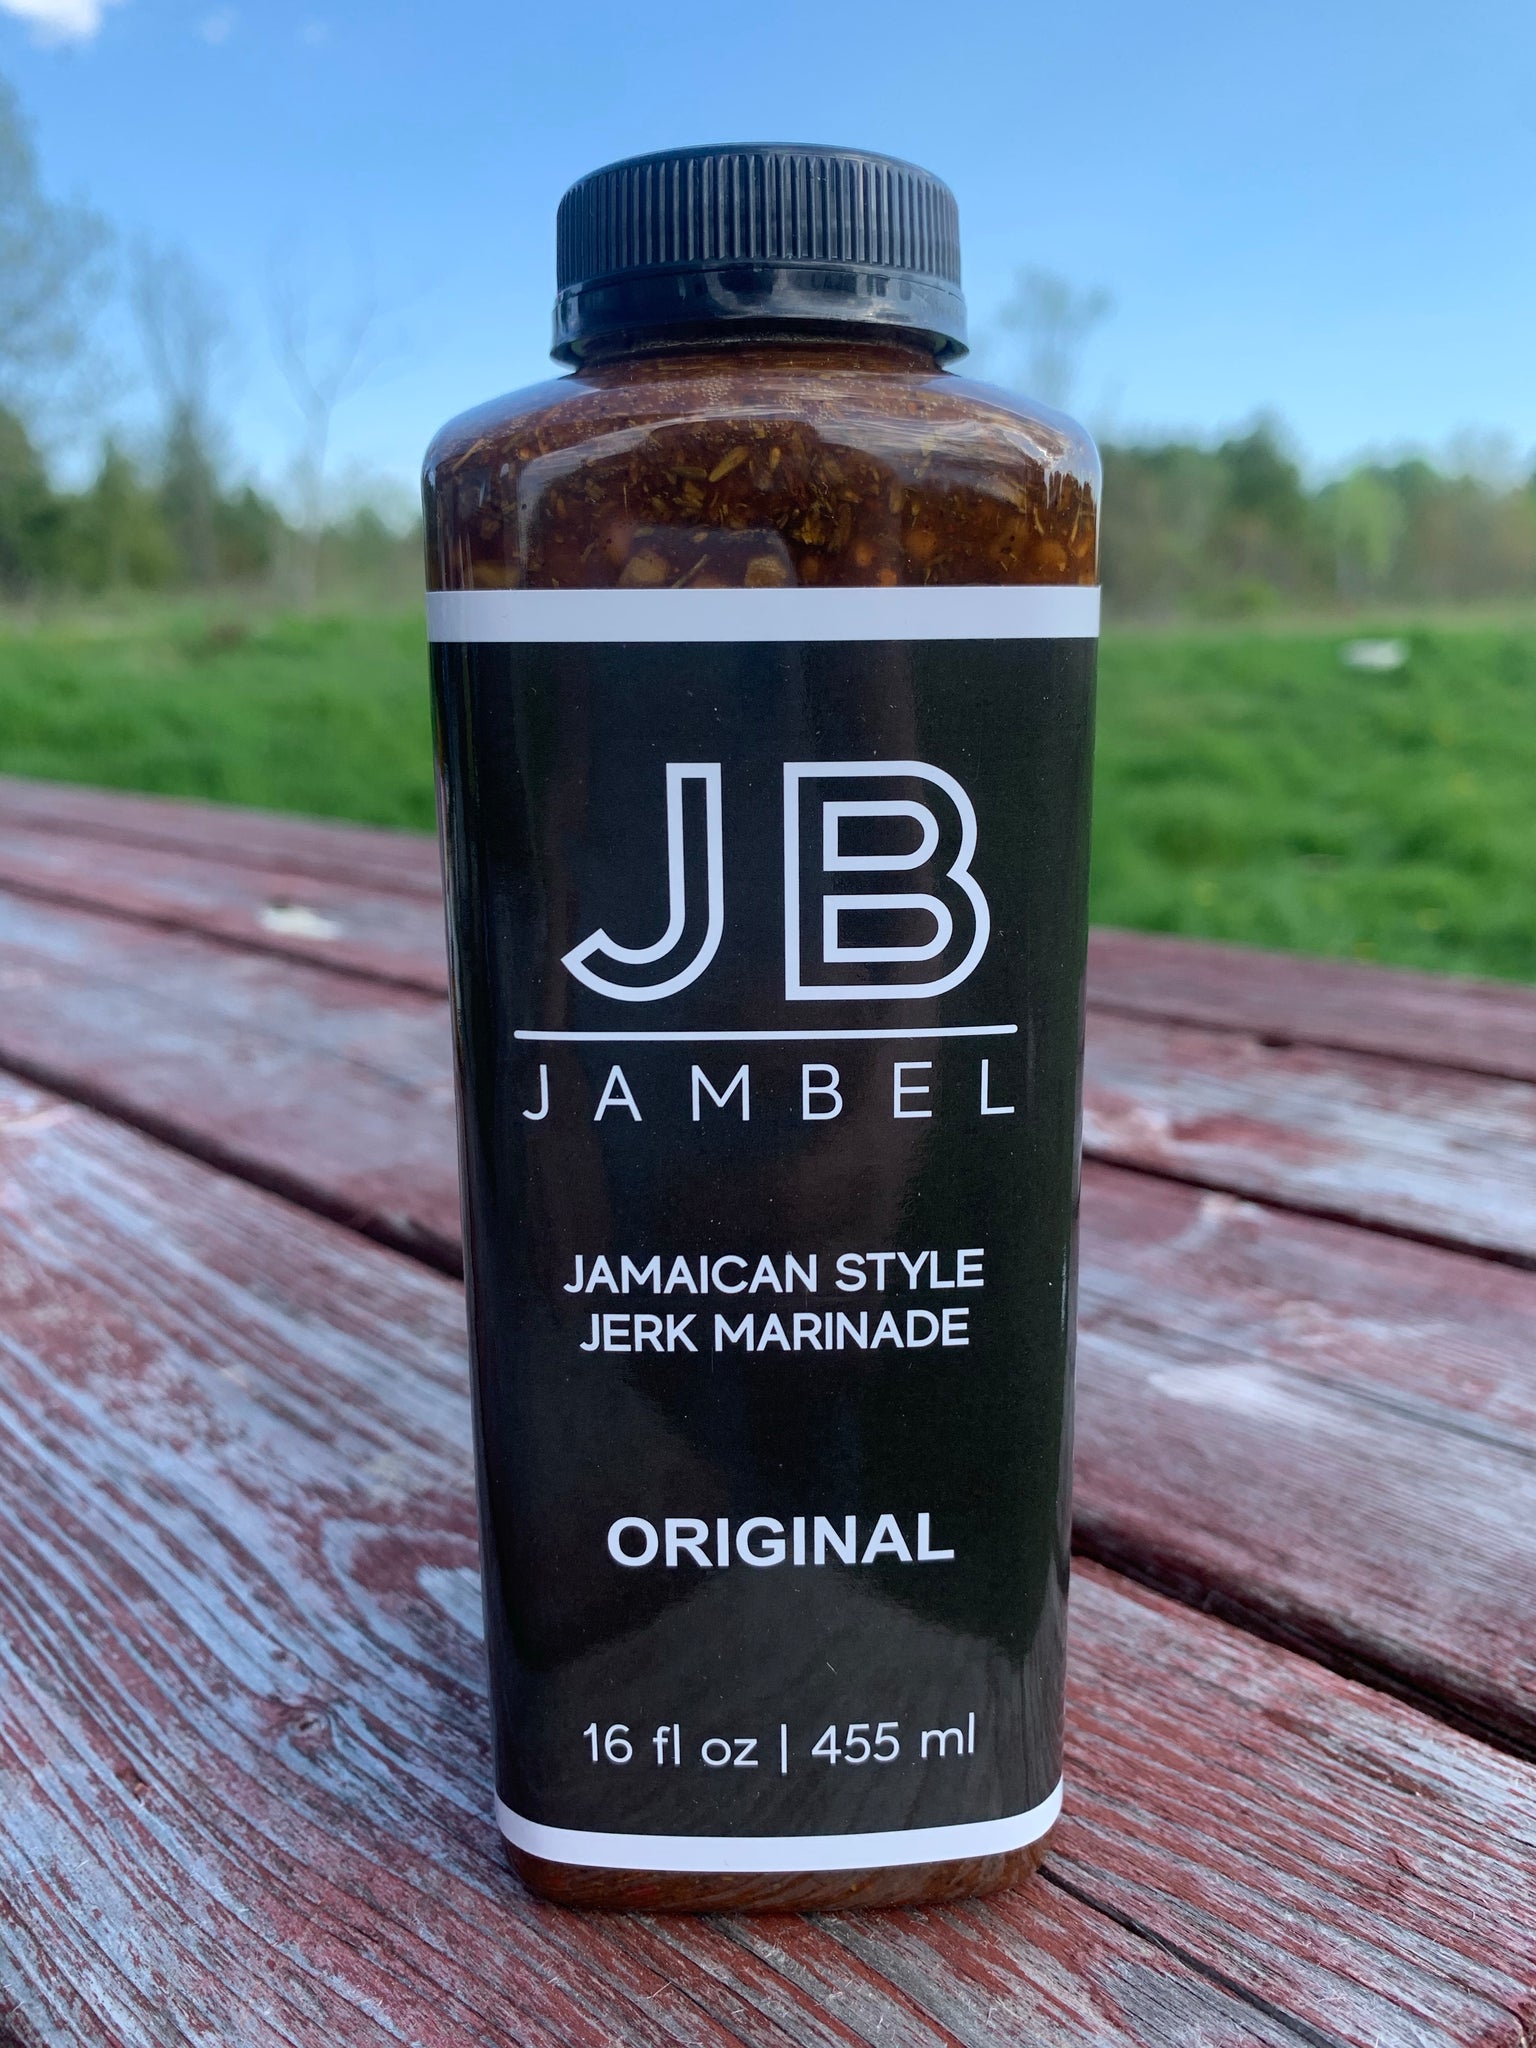 JB
JAMBEL
JAMAICAN STYLE
JERK MARINADE
ORIGINAL
16 fl oz | 455 ml